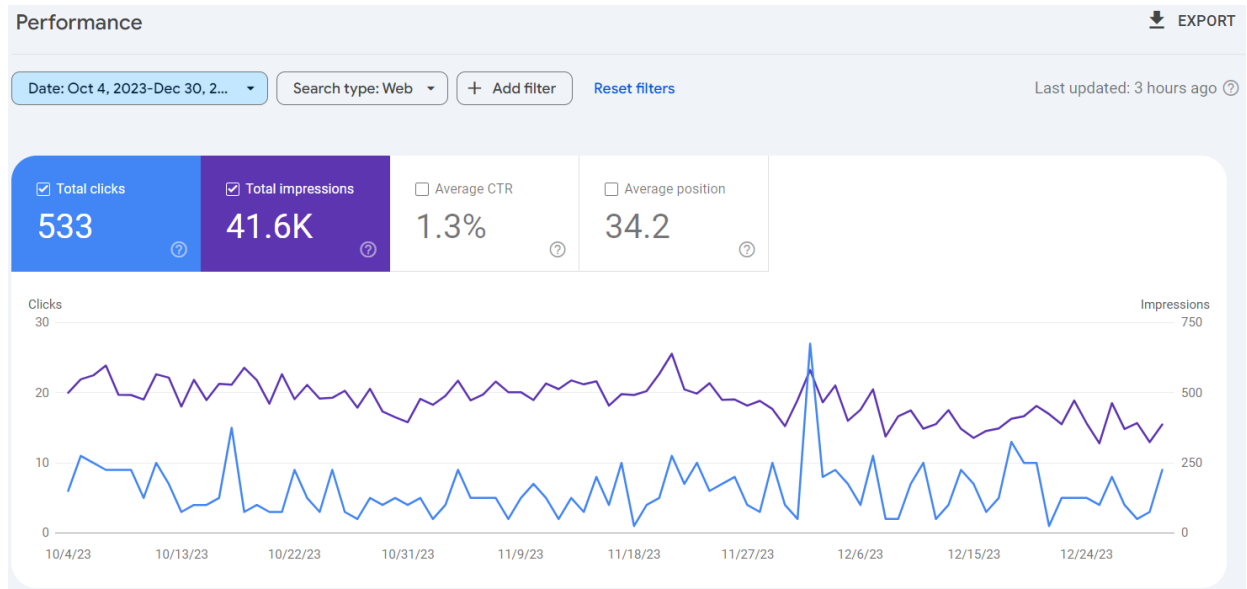 Performance
EXPORT
Date: Oct 4, 2023-Dec 30, 2...
Search type: Web
+ Add filter
Reset filters
Last updated: 3 hours ago
Total clicks
533
Total impressions
41.6K
Average CTR
1.3%
Average position
34.2
Clicks
Impressions
30
750
20
500
10
250
0
0
10/4/23
10/13/23
10/22/23
10/31/23
11/9/23
11/18/23
11/27/23
12/6/23
12/15/23
12/24/23